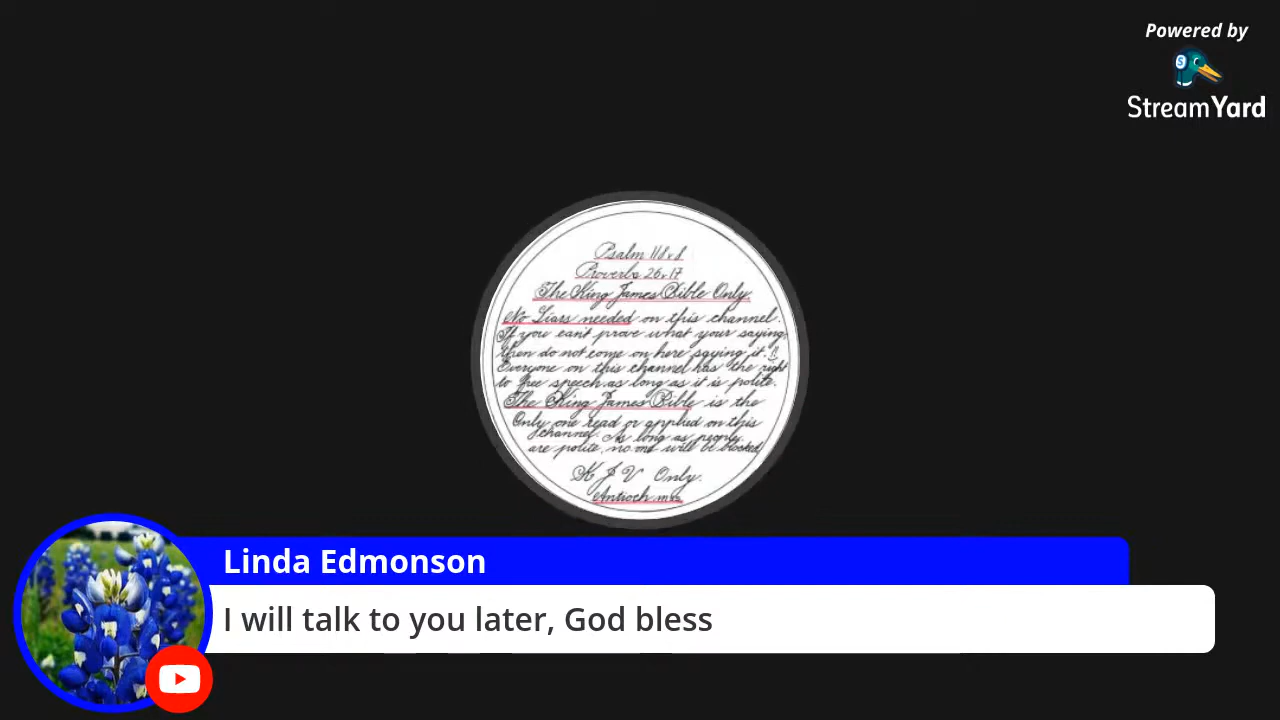 Powered by
StreamYard
Psalm 118 v 8
Proverbs 26 v 17
The King James Bible Only.
No Liars needed on this channel.
If you can't prove what your saying
then do not come on here saying it. !!
Everyone on this channel has the right
to free speech as long as it is polite.
The King James Bible is the
Only one read or applied on this
channel. As long as people
are polite, no one will be blocked
K J V Only.
Antioch mss
Linda Edmonson
I will talk to you later, God bless